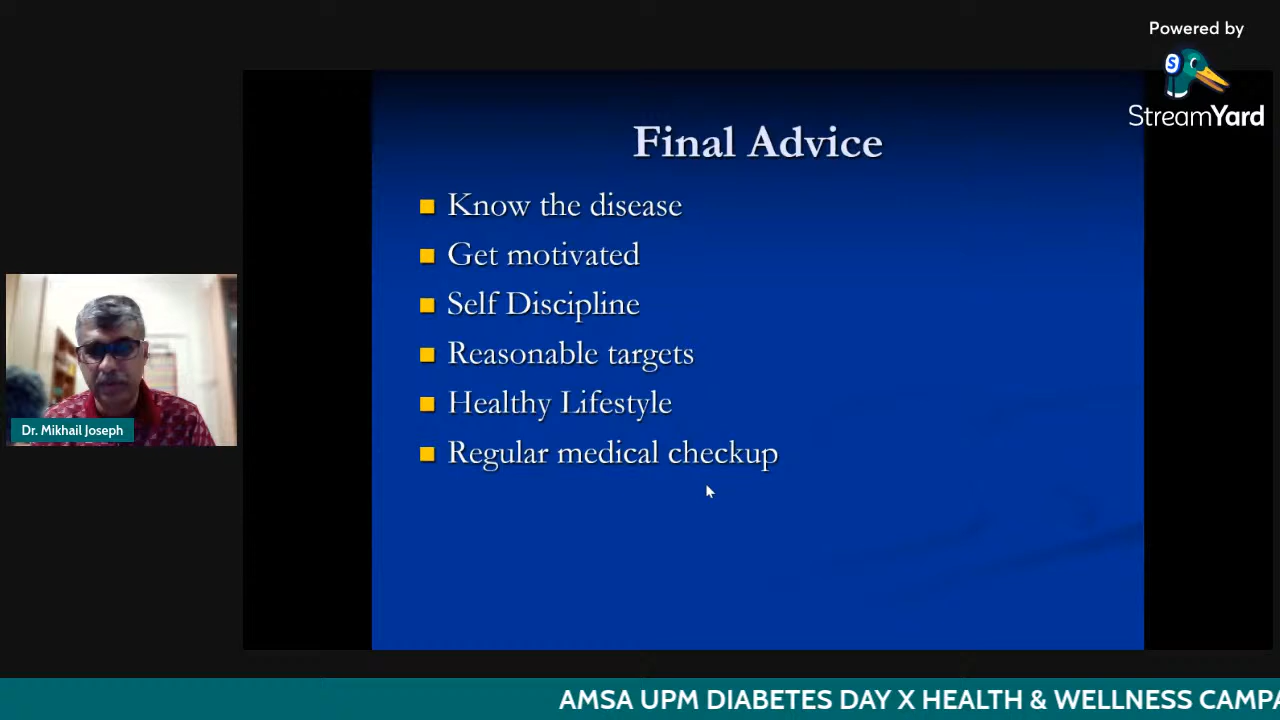 Powered by
StreamYard
Final Advice
Know the disease
Get motivated
Self Discipline
Reasonable targets
Healthy Lifestyle
Regular medical checkup
Dr. Mikhail Joseph
AMSA UPM DIABETES DAY X HEALTH & WELLNESS CAMPA